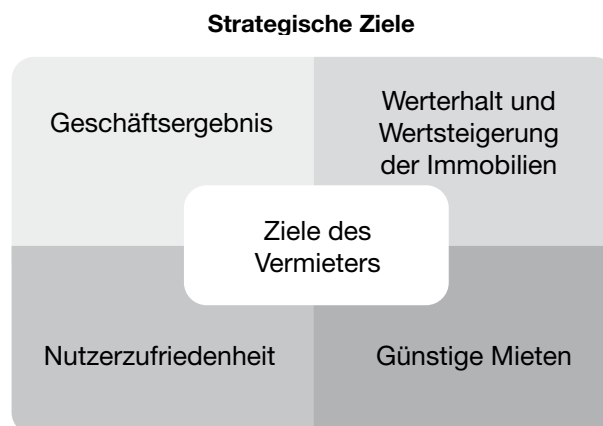 Strategische Ziele
Geschäftsergebnis
Werterhalt und
Wertsteigerung
der Immobilien
Ziele des
Vermieters
Nutzerzufriedenheit
Günstige Mieten